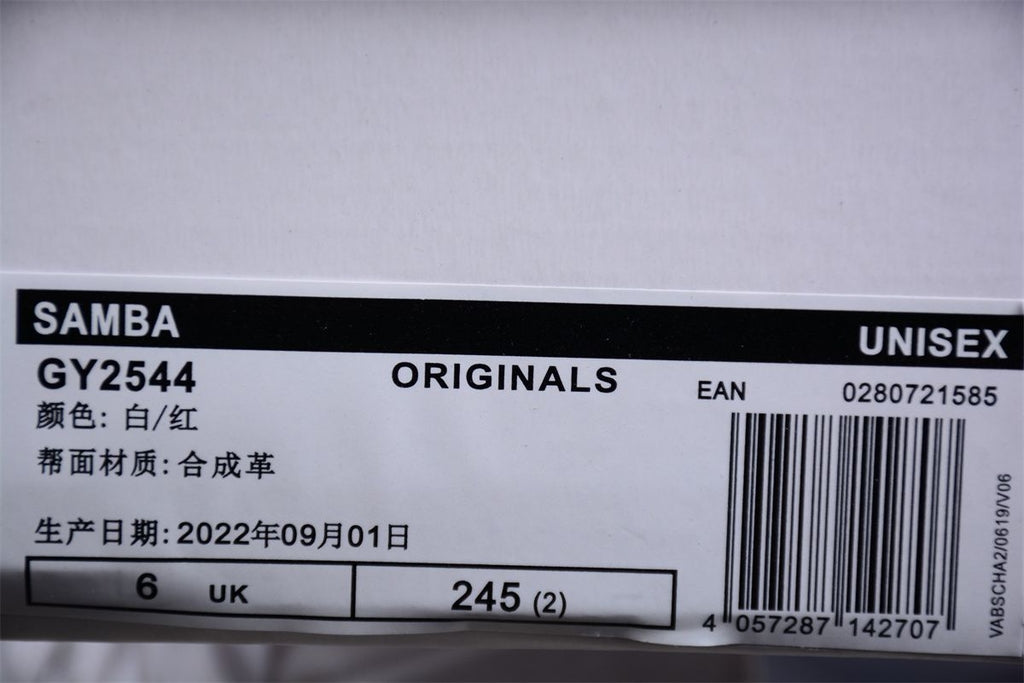 SAMBA UNISEX
GY2544 ORIGINALS EAN 0280721585
颜色: 白/红
帮面材质: 合成革
生产日期: 2022年09月01日
6 UK 245 (2)
4 057287 142707
VABSCHA2/0619/V06